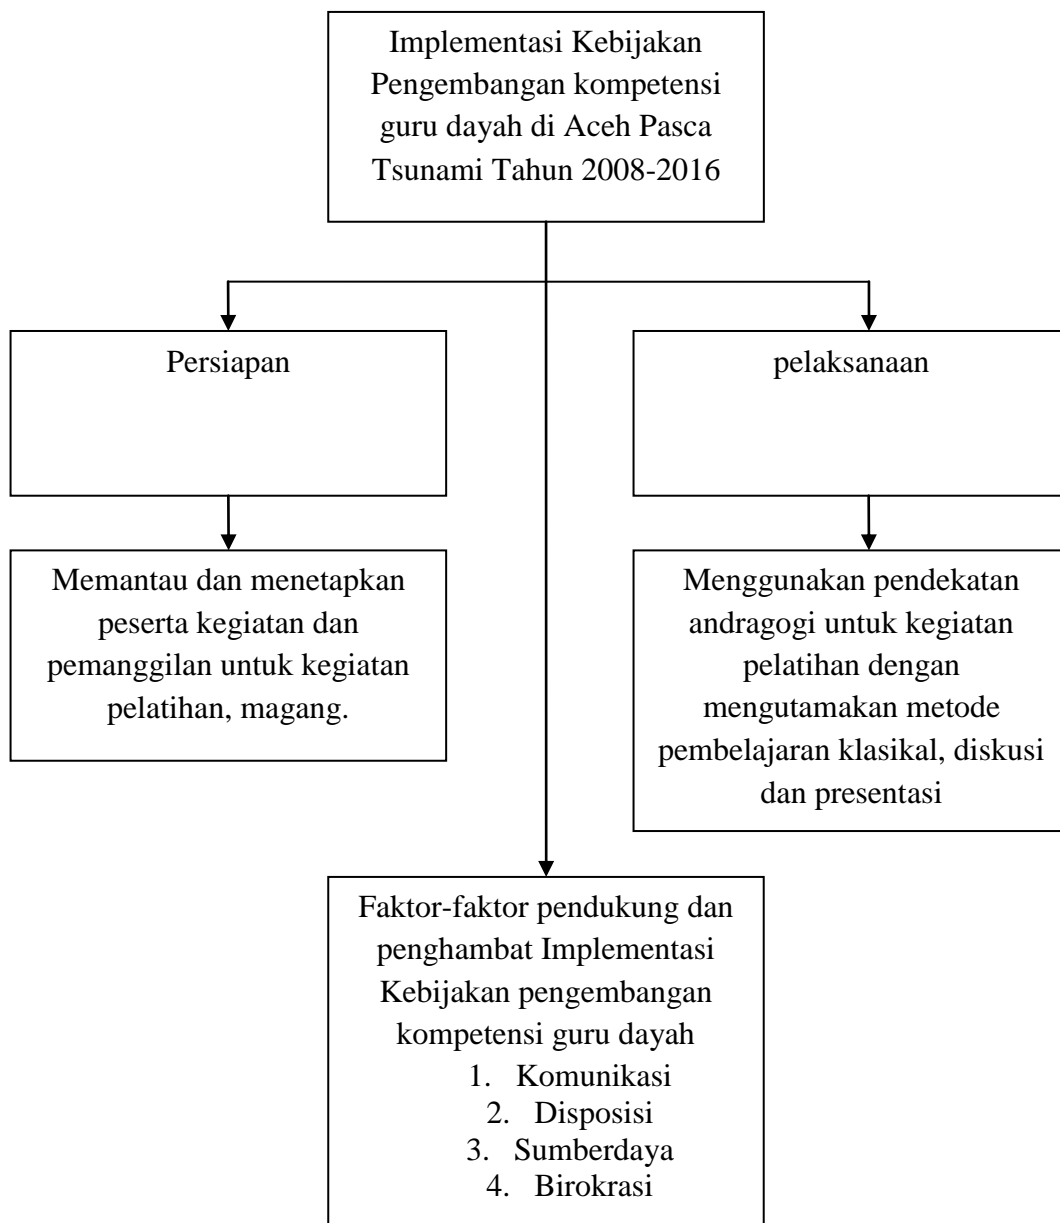 Implementasi Kebijakan
Pengembangan kompetensi
guru dayah di Aceh Pasca
Tsunami Tahun 2008-2016
Persiapan
pelaksanaan
Memantau dan menetapkan
peserta kegiatan dan
pemanggilan untuk kegiatan
pelatihan, magang.
Menggunakan pendekatan
andragogi untuk kegiatan
pelatihan dengan
mengutamakan metode
pembelajaran klasikal, diskusi
dan presentasi
Faktor-faktor pendukung dan
penghambat Implementasi
Kebijakan pengembangan
kompetensi guru dayah
1. Komunikasi
2. Disposisi
3. Sumberdaya
4. Birokrasi